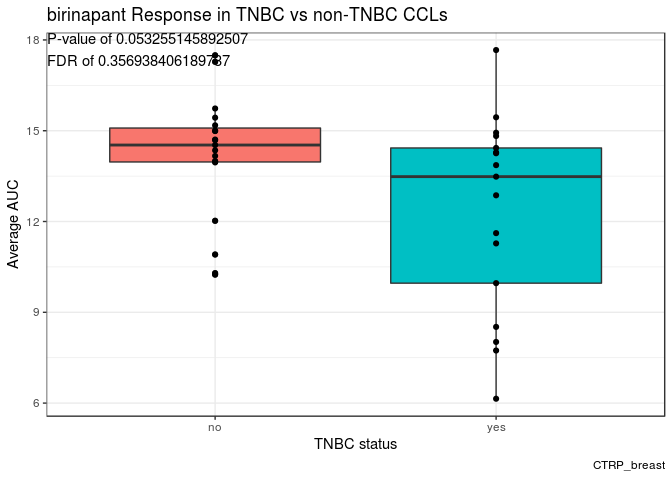 birinapant Response in TNBC vs non-TNBC CCLs
P-value of 0.053255145892507
FDR of 0.356938406189737
18
15
12
9
6
Average AUC
no
yes
TNBC status
CTRP_breast